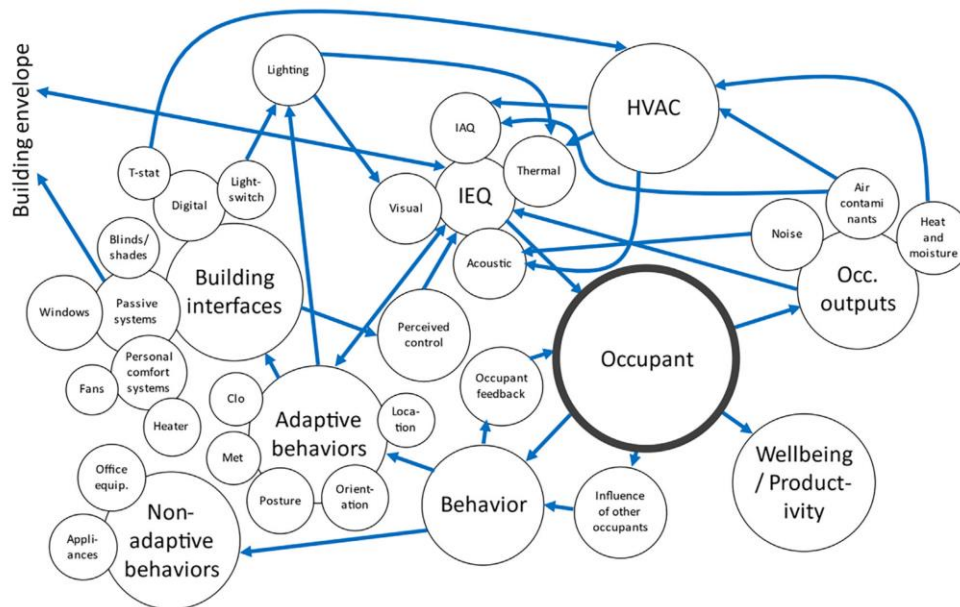 Building envelope
Lighting
HVAC
IAQ
T-stat
Light-
switch
Digital
Visual
IEQ
Thermal
Air
contami
nants
Noise
Heat and
moisture
Blinds/
shades
Acoustic
Building
interfaces
Occ.
outputs
Windows
Passive
systems
Perceived
control
Occupant
Personal
comfort
systems
Fans
Occupant
feedback
Heater
Clo
Adaptive
behaviors
Loca-
tion
Met
Posture
Orient-
ation
Wellbeing
/ Product-
ivity
Office
equip.
Behavior
Influence
of other
occupants
Non-
adaptive
behaviors
Appli-
ances